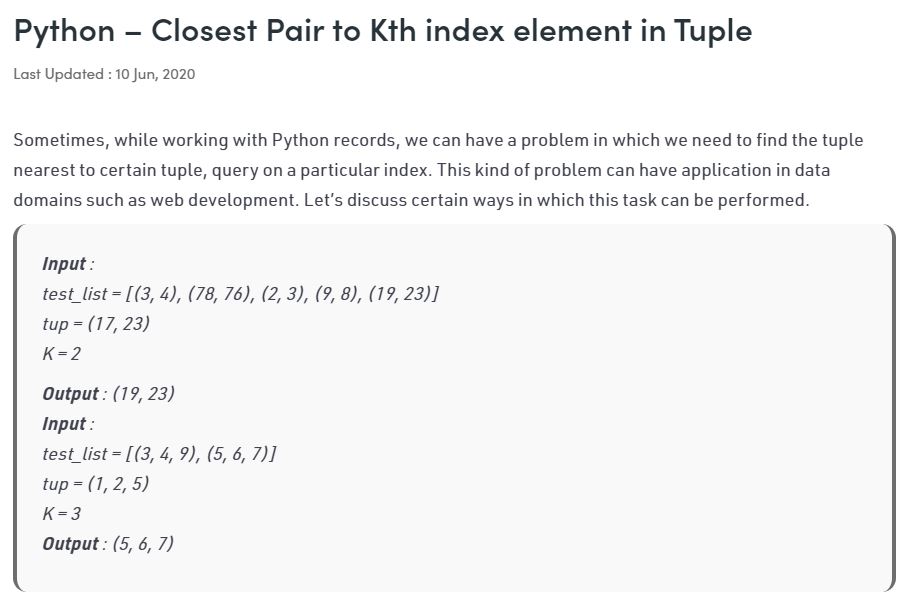 Python – Closest Pair to Kth index element in Tuple
Last Updated : 10 Jun, 2020
Sometimes, while working with Python records, we can have a problem in which we need to find the tuple
nearest to certain tuple, query on a particular index. This kind of problem can have application in data
domains such as web development. Let’s discuss certain ways in which this task can be performed.
Input :
test_list = [(3, 4), (78, 76), (2, 3), (9, 8), (19, 23)]
tup = (17, 23)
K = 2
Output : (19, 23)
Input :
test_list = [(3, 4, 9), (5, 6, 7)]
tup = (1, 2, 5)
K = 3
Output : (5, 6, 7)